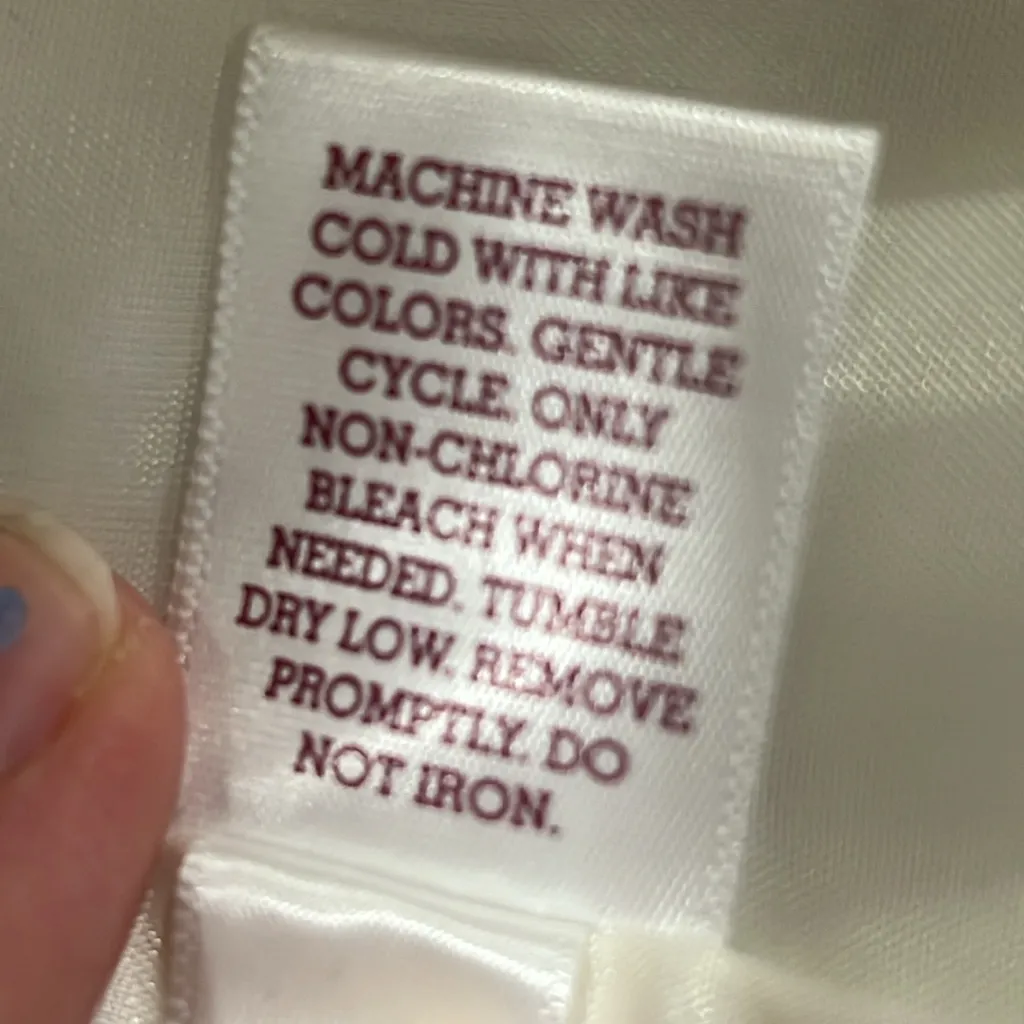 MACHINE WASH
COLD WITH LIKE
COLORS. GENTLE
CYCLE. ONLY
NON-CHLORINE
BLEACH WHEN
NEEDED. TUMBLE
DRY LOW. REMOVE
PROMPTLY. DO
NOT IRON.